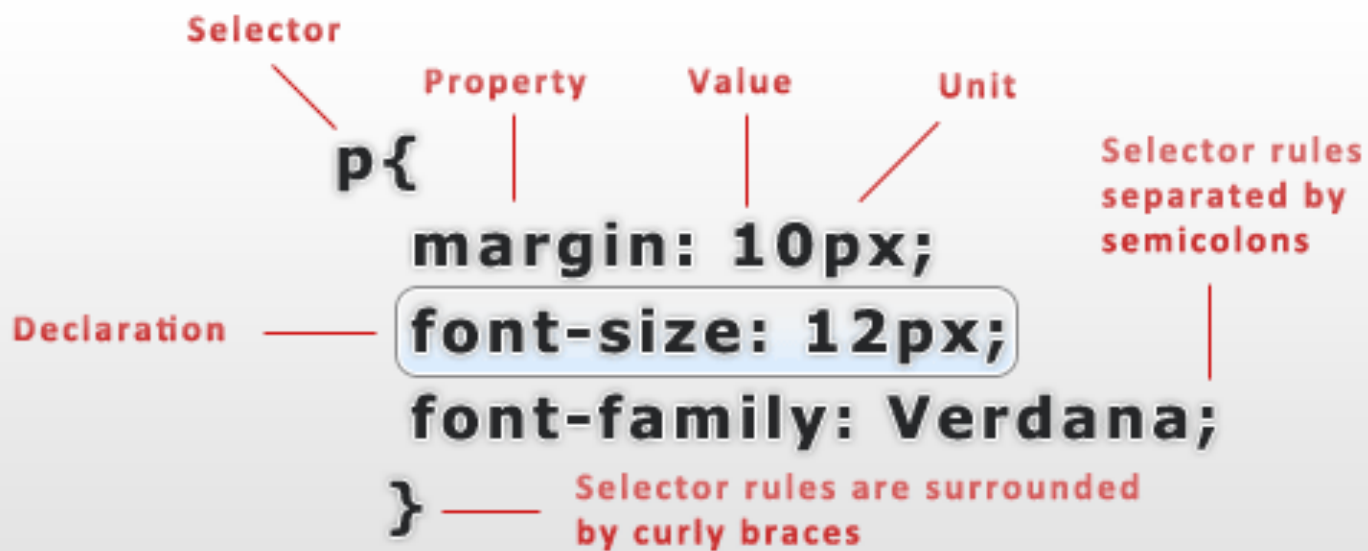 Selector
Property Value Unit
p{
Selector rules
separated by
semicolons
margin: 10px;
Declaration
font-size: 12px;
font-family: Verdana;
}
Selector rules are surrounded
by curly braces